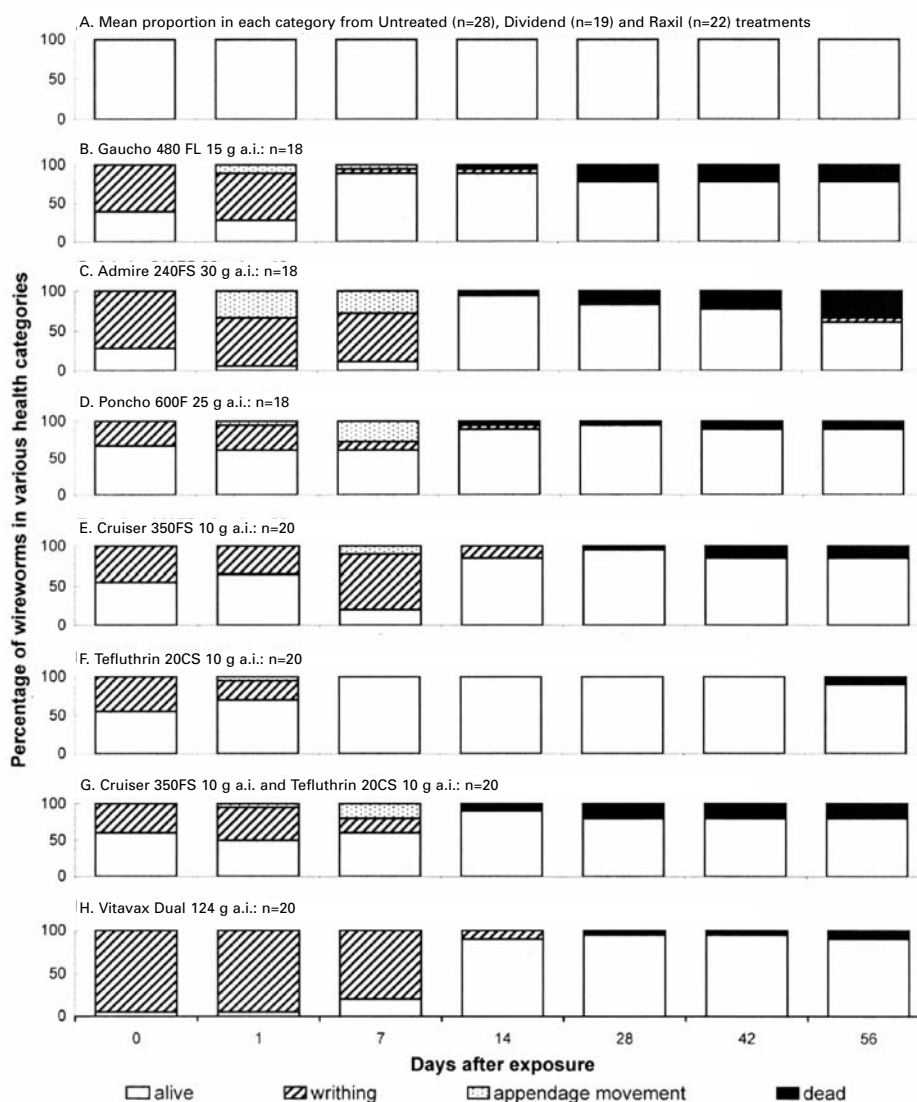 A. Mean proportion in each category from Untreated (n=28), Dividend (n=19) and Raxil (n=22) treatments
100
50
0
B. Gaucho 480 FL 15 g a.i.: n=18
100
50
0
C. Admire 240FS 30 g a.i.: n=18
100
50
0
D. Poncho 600F 25 g a.i.: n=18
100
50
0
E. Cruiser 350FS 10 g a.i.: n=20
100
50
0
F. Tefluthrin 20CS 10 g a.i.: n=20
100
50
0
G. Cruiser 350FS 10 g a.i. and Tefluthrin 20CS 10 g a.i.: n=20
100
50
0
H. Vitavax Dual 124 g a.i.: n=20
100
50
0
Percentage of wireworms in various health categories
0 1 7 14 28 42 56
Days after exposure
alive writhing appendage movement dead